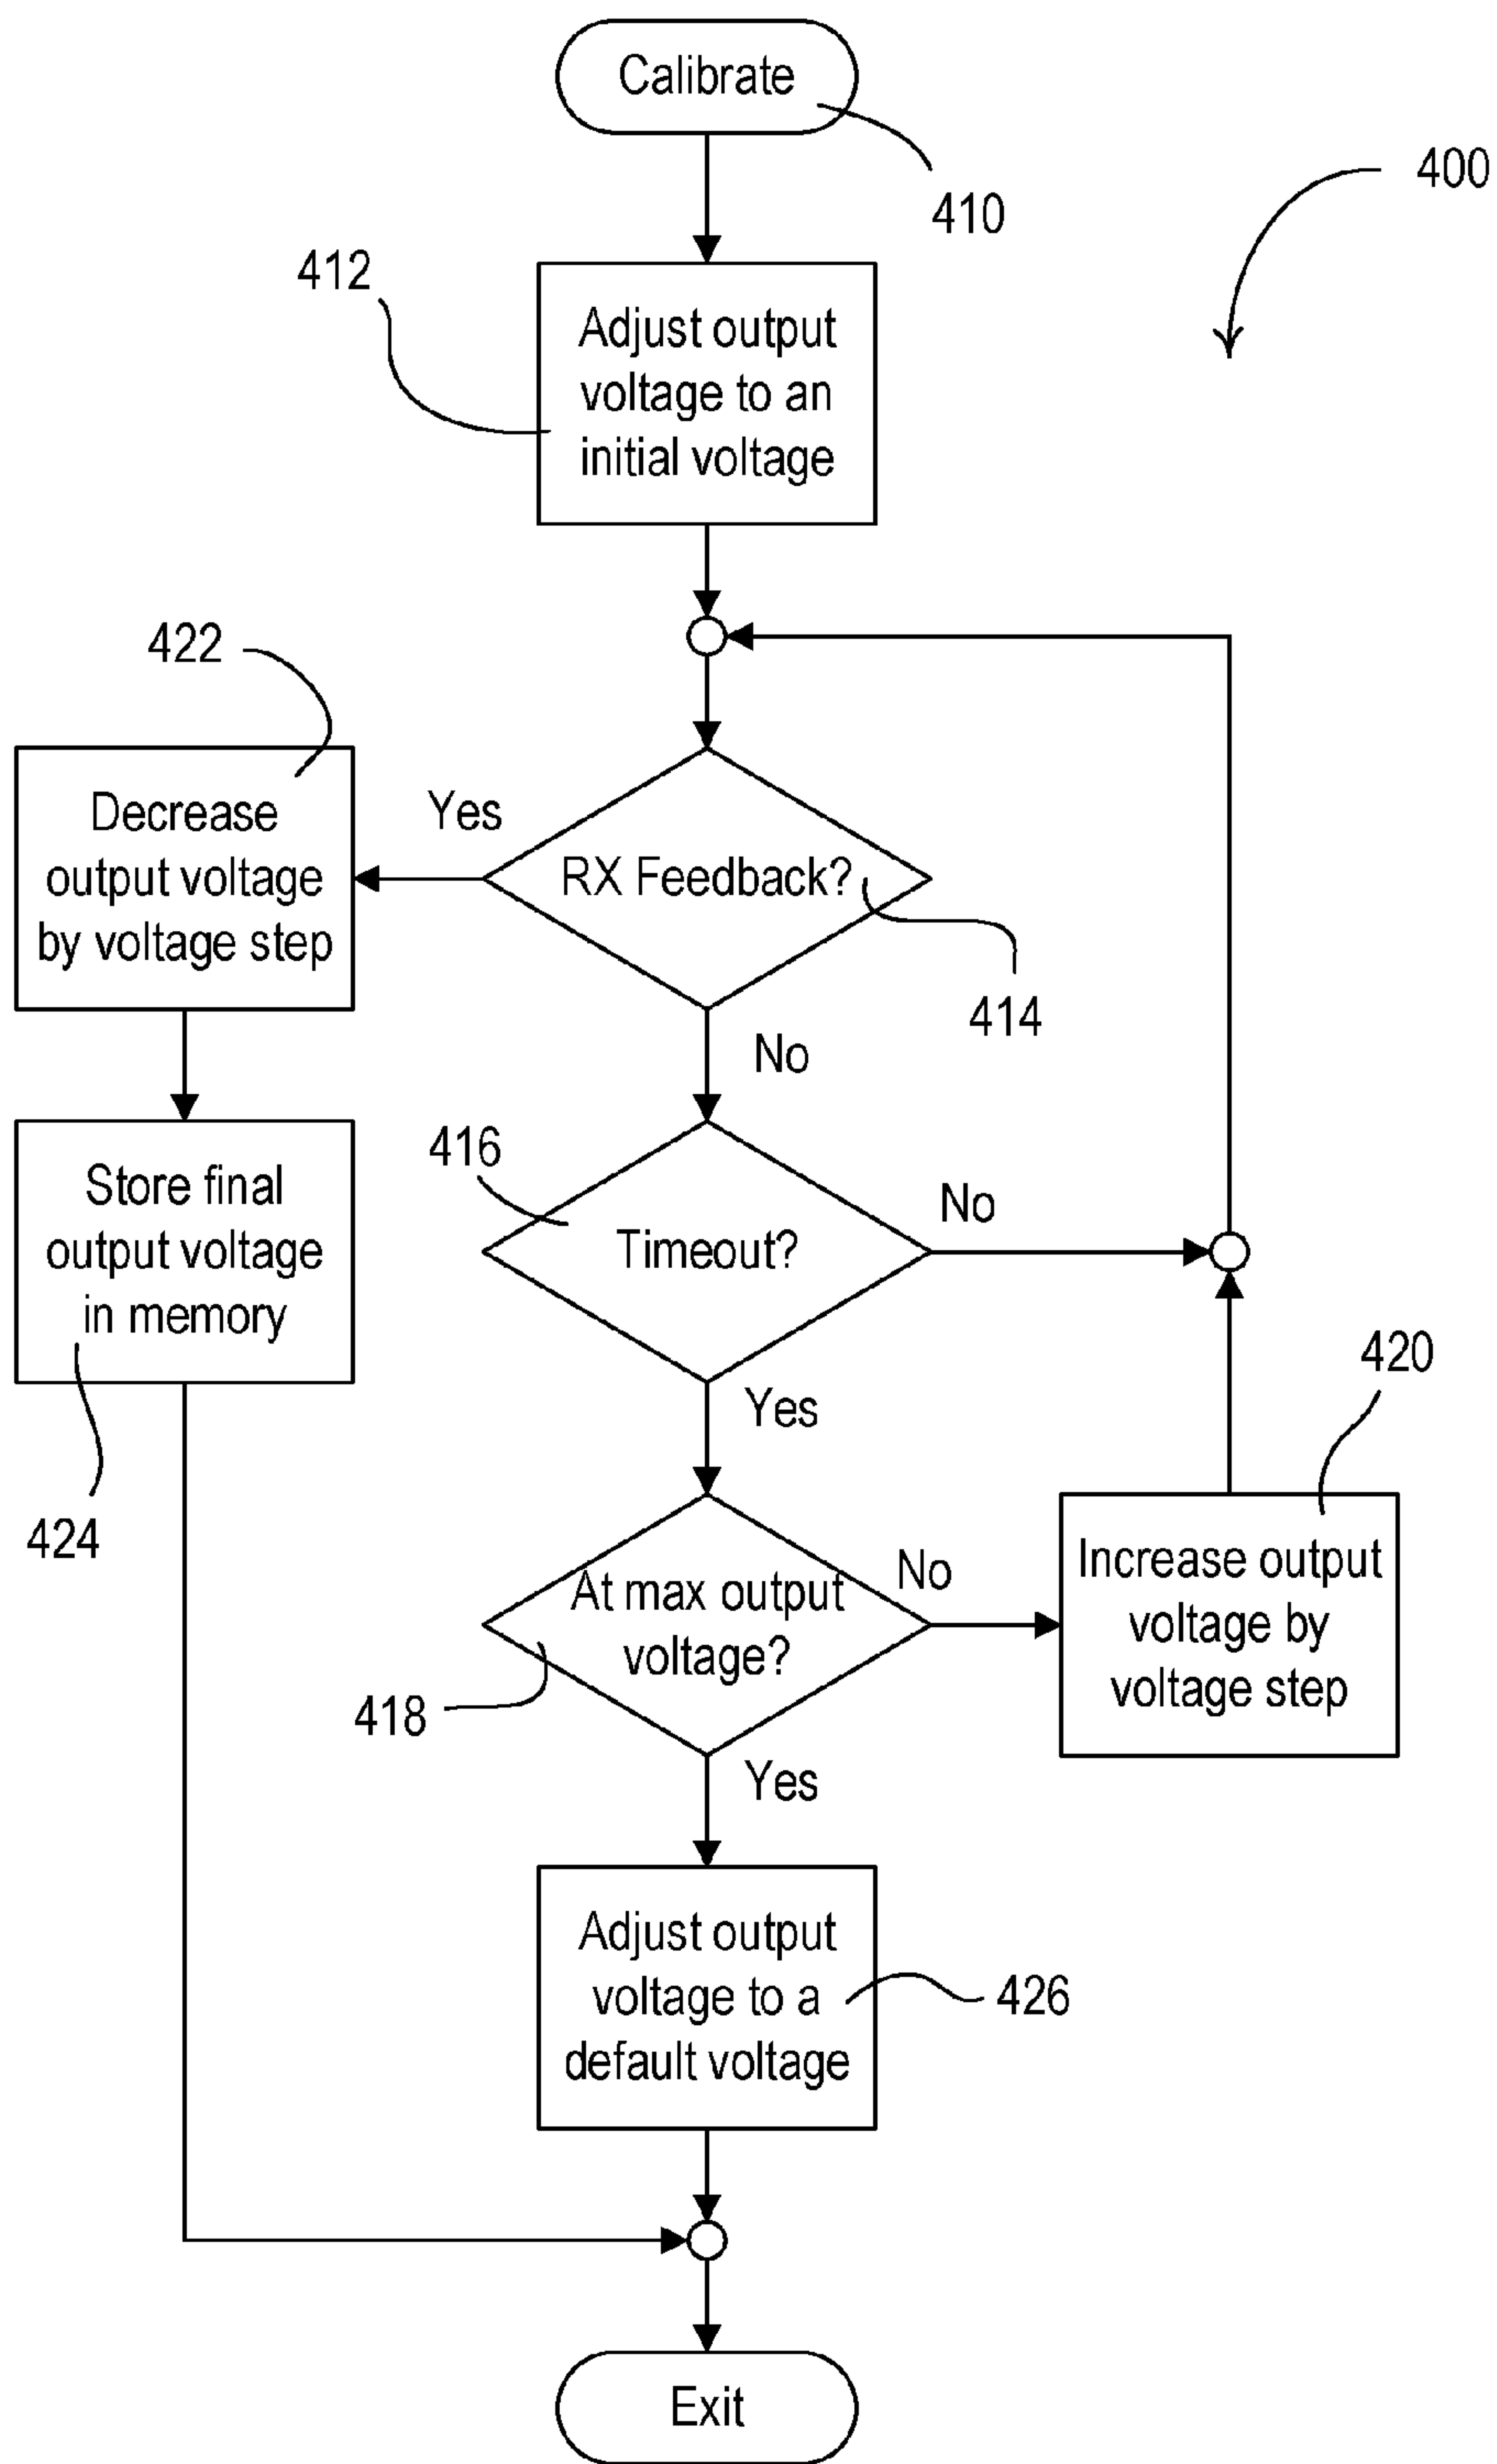 Calibrate
410
400
412
Adjust output
voltage to an
initial voltage
422
Decrease
output voltage
by voltage step
Yes
RX Feedback?
414
No
Store final
output voltage
in memory
424
416
Timeout?
No
Yes
420
At max output
voltage?
No
418
Increase output
voltage by
voltage step
Yes
Adjust output
voltage to a
default voltage
426
Exit